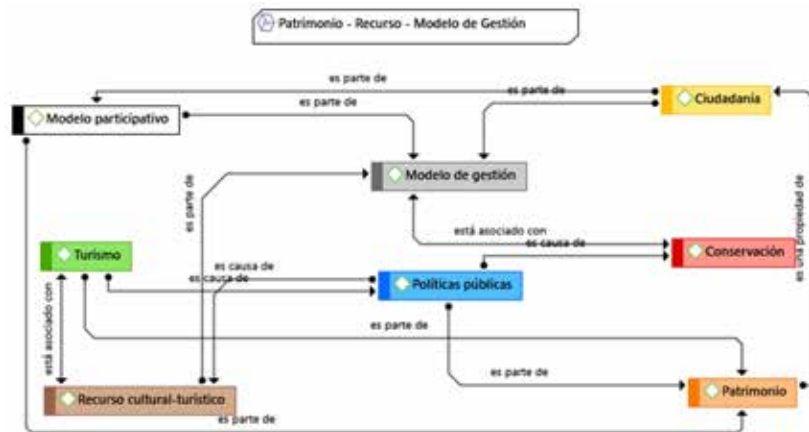 Patrimonio - Recurso - Modelo de Gestión
es parte de
Ciudadanía
es parte de
es parte de
Modelo participativo
Modelo de gestión
es parte de
es una propiedad de
está asociado con
es causa de
Conservación
Turismo
es causa de
es causa de
Políticas públicas
está asociado con
es parte de
es parte de
Recurso cultural-turístico
Patrimonio
es parte de